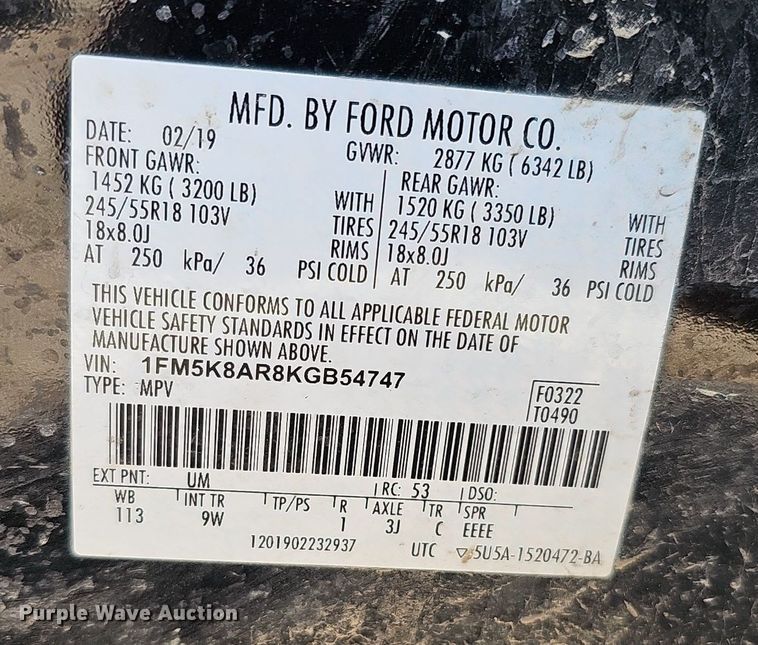 MFD. BY FORD MOTOR CO.
DATE: 02/19 GVWR: 2877 KG ( 6342 LB)
FRONT GAWR: REAR GAWR:
1452 KG ( 3200 LB) WITH 1520 KG ( 3350 LB) WITH
245/55R18 103V TIRES 245/55R18 103V TIRES
18x8.0J RIMS 18x8.0J RIMS
AT 250 kPa/ 36 PSI COLD AT 250 kPa/ 36 PSI COLD
THIS VEHICLE CONFORMS TO ALL APPLICABLE FEDERAL MOTOR
VEHICLE SAFETY STANDARDS IN EFFECT ON THE DATE OF
MANUFACTURE SHOWN ABOVE.
VIN: 1FM5K8AR8KGB54747
TYPE: MPV F0322
T0490
EXT PNT: UM RC: 53 DSO:
WB INT TR TP/PS R AXLE TR SPR
113 9W 1 3J C EEEE
1201902232937 UTC ▽5U5A-1520472-BA
Purple Wave Auction